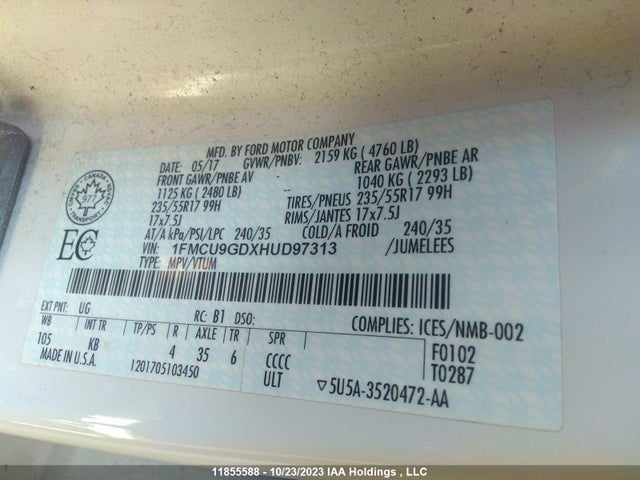 MFD. BY FORD MOTOR COMPANY
DATE: 05/17 GVWR/PNBV: 2159 KG ( 4760 LB)
FRONT GAWR/PNBE AV REAR GAWR/PNBE AR
1125 KG ( 2480 LB) -- 1040 KG ( 2293 LB)
235/55R17 99H TIRES/PNEUS 235/55R17 99H
17x7.5J RIMS/JANTES 17x7.5J
AT/A kPa/PSI/LPC 240/35 COLD/A FROID 240/35
VIN: 1FMCU9GDXHUD97313 /JUMELEES
TYPE: MPV/VTUM
CANADA
977
TRANSPORT
EC
EXT PNT: UG RC: B1 DSO:
WB INT TR TP/PS R AXLE TR SPR
105 KB 4 35 6 CCCC
MADE IN U.S.A. 1201705103450 ULT
COMPLIES: ICES/NMB-002
F0102
T0287
▽5U5A-3520472-AA
11855588 - 10/23/2023 IAA Holdings , LLC